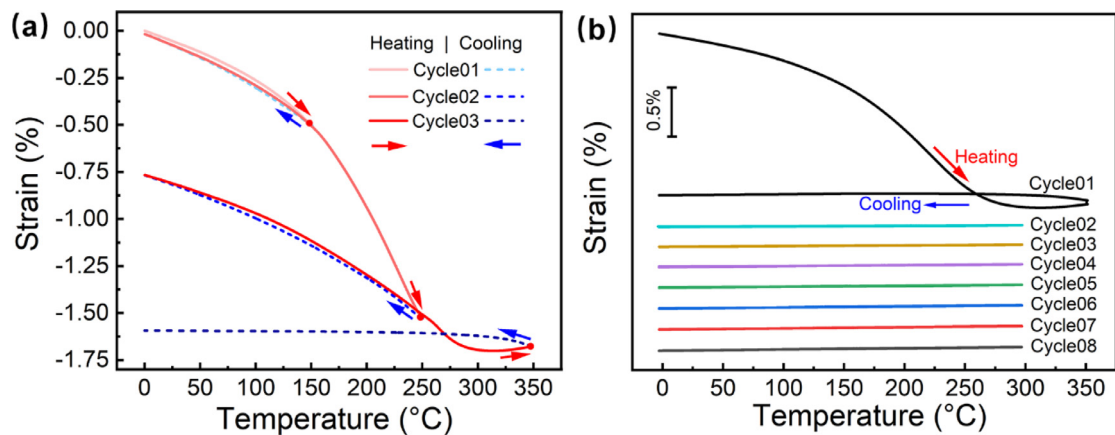 (a)
0.00
-0.25
-0.50
-0.75
-1.00
-1.25
-1.50
-1.75
Strain (%)
Heating | Cooling
Cycle01
Cycle02
Cycle03
0 50 100 150 200 250 300 350
Temperature (°C)
(b)
Strain (%)
0.5%
Heating
Cooling
Cycle01
Cycle02
Cycle03
Cycle04
Cycle05
Cycle06
Cycle07
Cycle08
0 50 100 150 200 250 300 350
Temperature (°C)